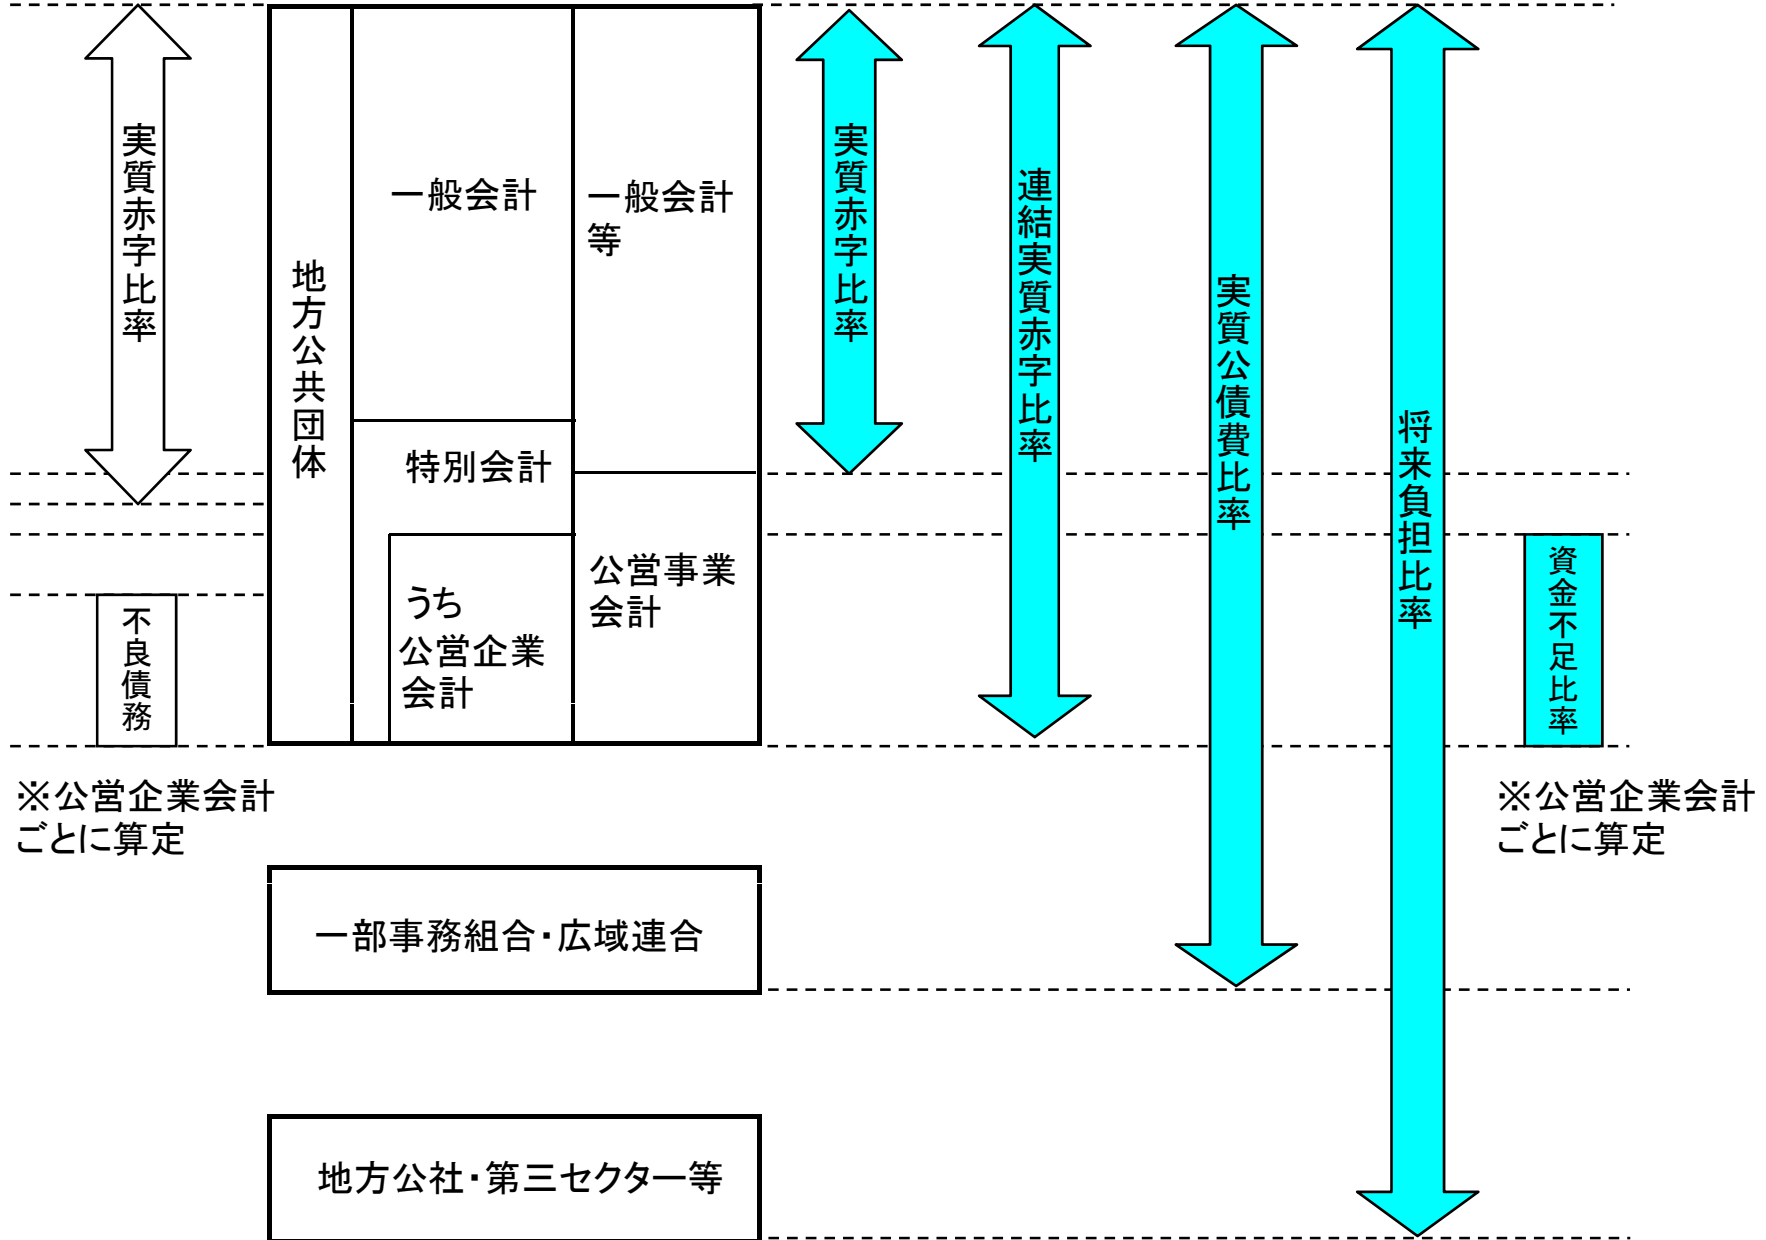 実質赤字比率
不良債務
※公営企業会計
ごとに算定
地方公共団体
一般会計
特別会計
うち
公営企業
会計
一般会計
等
公営事業
会計
実質赤字比率
連結実質赤字比率
実質公債費比率
将来負担比率
資金不足比率
※公営企業会計
ごとに算定
一部事務組合・広域連合
地方公社・第三セクター等